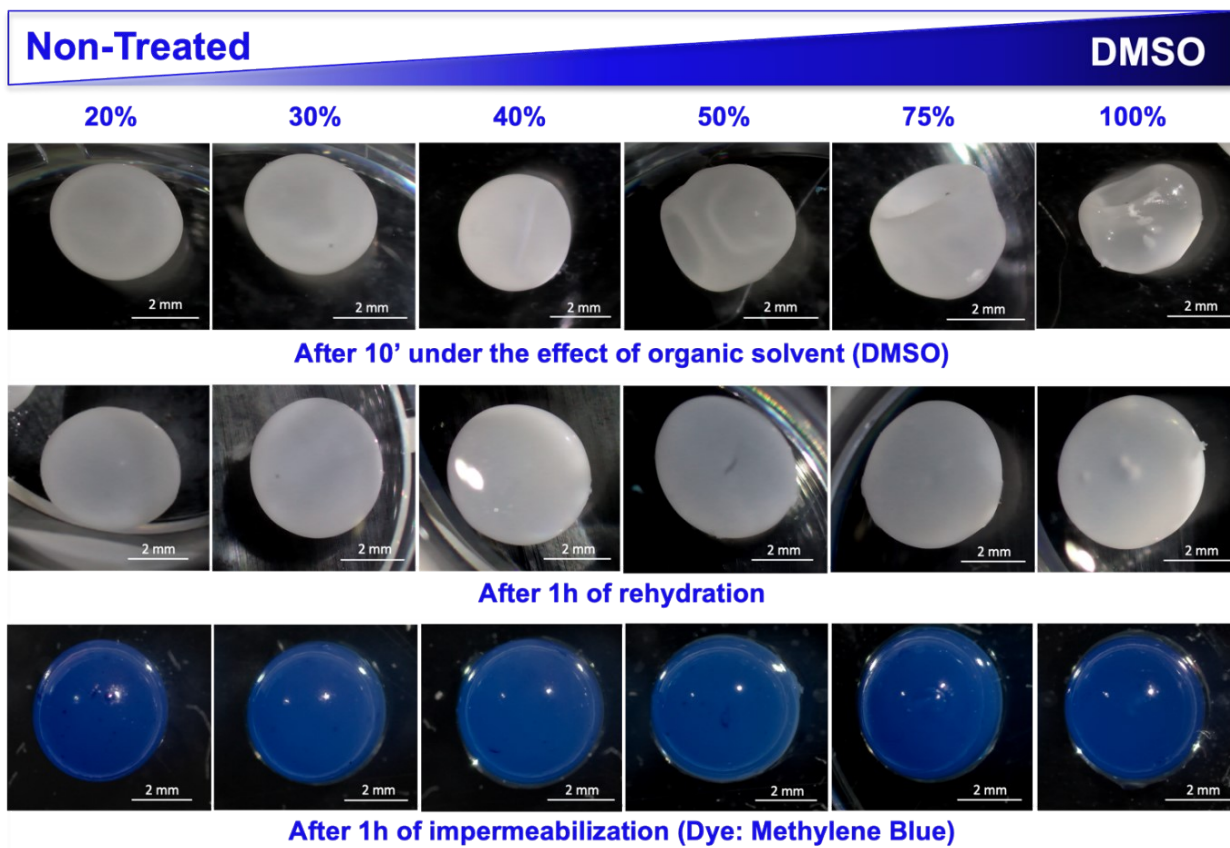 Non-Treated
DMSO
20% 30% 40% 50% 75% 100%
2 mm 2 mm 2 mm 2 mm 2 mm 2 mm
After 10’ under the effect of organic solvent (DMSO)
2 mm 2 mm 2 mm 2 mm 2 mm 2 mm
After 1h of rehydration
2 mm 2 mm 2 mm 2 mm 2 mm 2 mm
After 1h of impermeabilization (Dye: Methylene Blue)